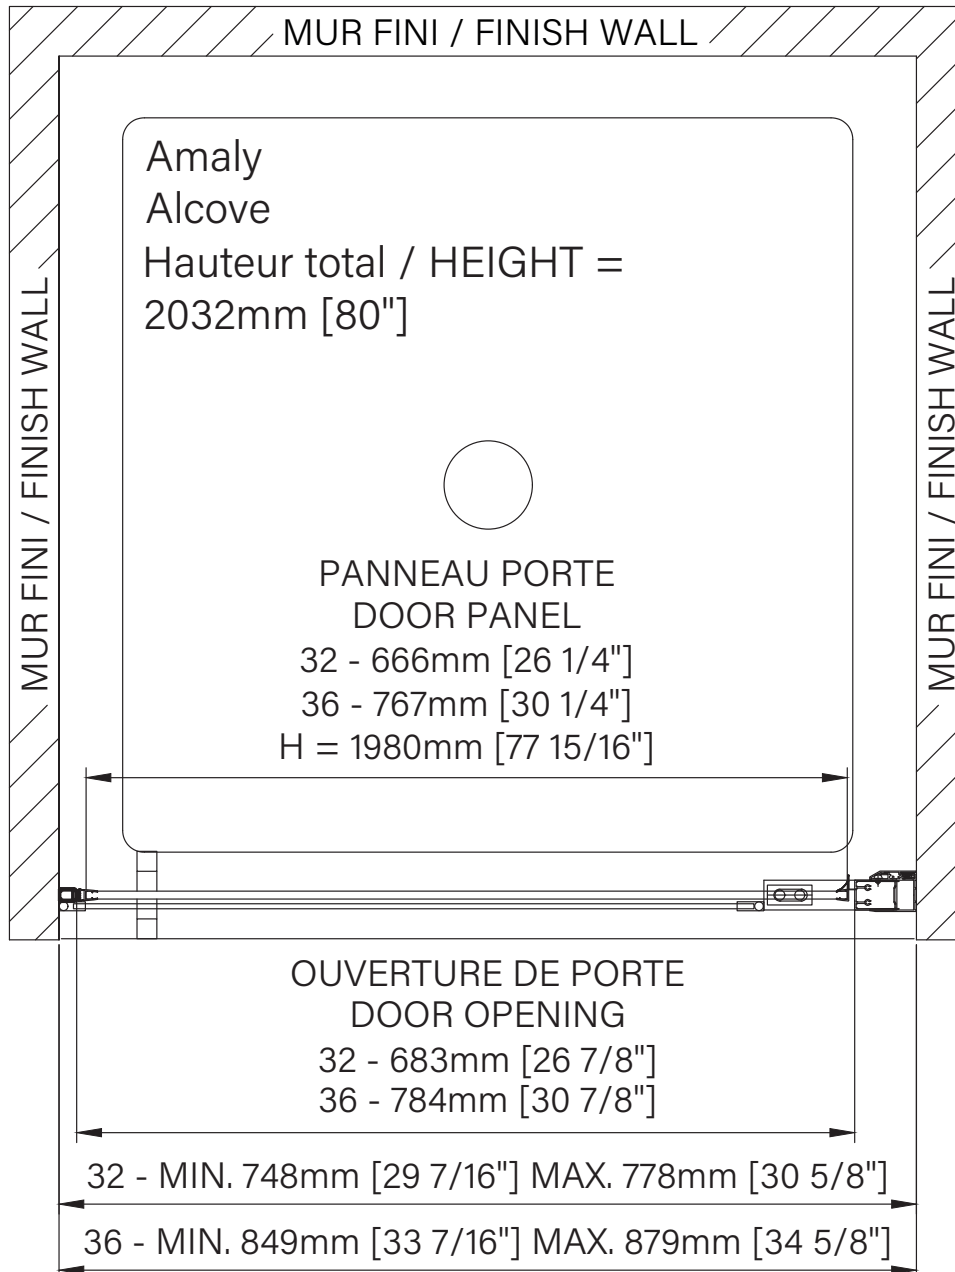 MUR FINI / FINISH WALL
Amaly
Alcove
Hauteur total / HEIGHT =
2032mm [80"]
MUR FINI / FINISH WALL
MUR FINI / FINISH WALL
PANNEAU PORTE
DOOR PANEL
32 - 666mm [26 1/4"]
36 - 767mm [30 1/4"]
H = 1980mm [77 15/16"]
OUVERTURE DE PORTE
DOOR OPENING
32 - 683mm [26 7/8"]
36 - 784mm [30 7/8"]
32 - MIN. 748mm [29 7/16"] MAX. 778mm [30 5/8"]
36 - MIN. 849mm [33 7/16"] MAX. 879mm [34 5/8"]